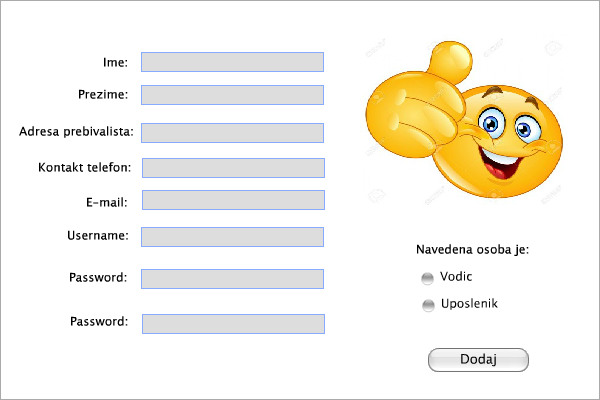 Ime:
Prezime:
Adresa prebivalista:
Kontakt telefon:
E-mail:
Username:
Password:
Password:
Navedena osoba je:
Vodic
Uposlenik
Dodaj